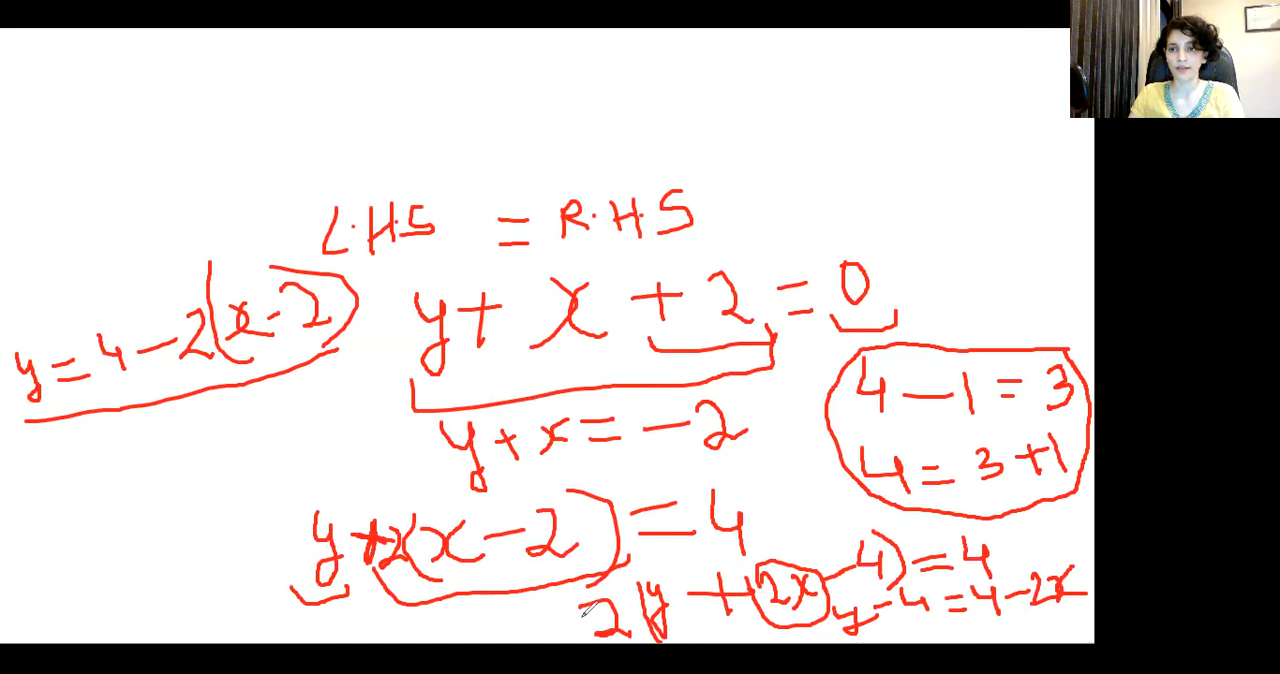 L.H.S = R.H.S
y + x + 2 = 0
y = 4 - 2(x - 2)
4 - 1 = 3
4 = 3 + 1
y + x = -2
y + 2(x - 2) = 4
2(y + 2x - 4) = 4
y - 4 = 4 - 2x